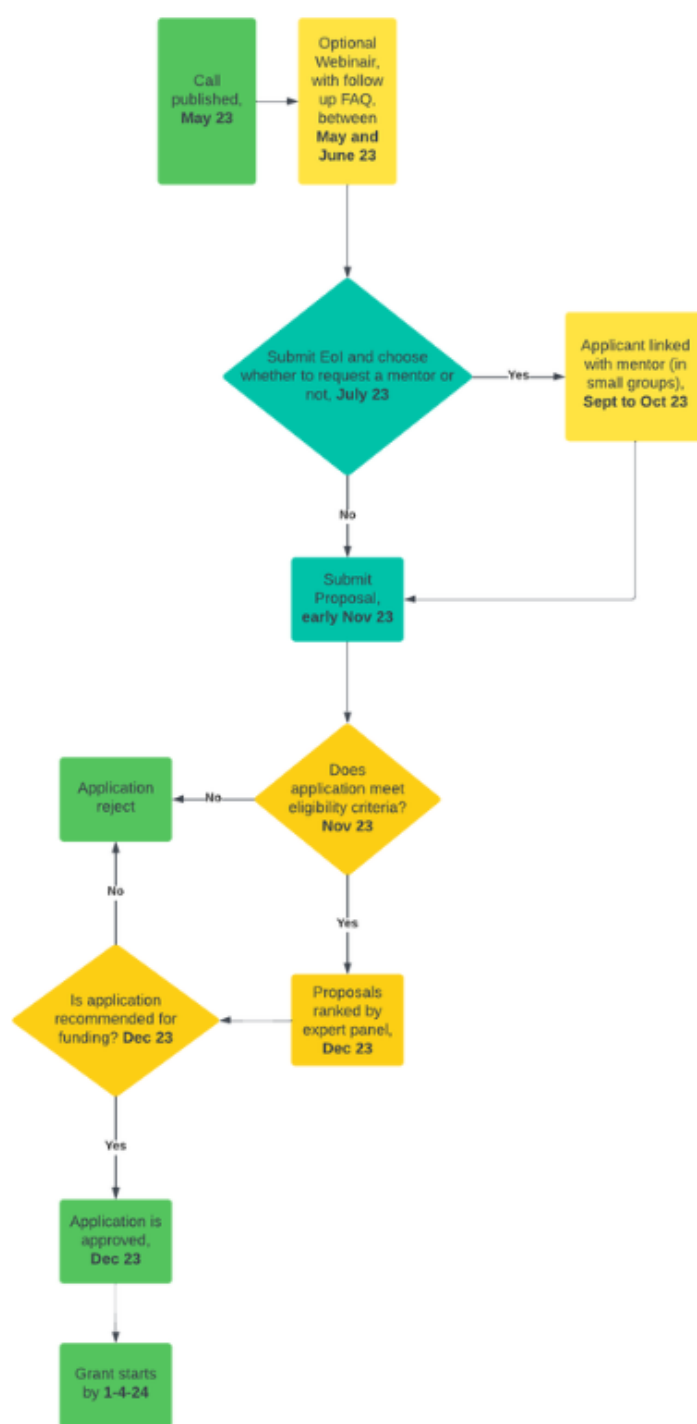 Call
published,
May 23
Optional
Webinair,
with follow
up FAQ,
between
May and
June 23
Submit EoI and choose
whether to request a mentor or
not, July 23
Yes
Applicant linked
with mentor (in
small groups),
Sept to Oct 23
No
Submit
Proposal,
early Nov 23
Does
application meet
eligibility criteria?
Nov 23
No
Application
reject
Yes
Proposals
ranked by
expert panel,
Dec 23
Is application
recommended for
funding? Dec 23
No
Yes
Application is
approved,
Dec 23
Grant starts
by 1-4-24